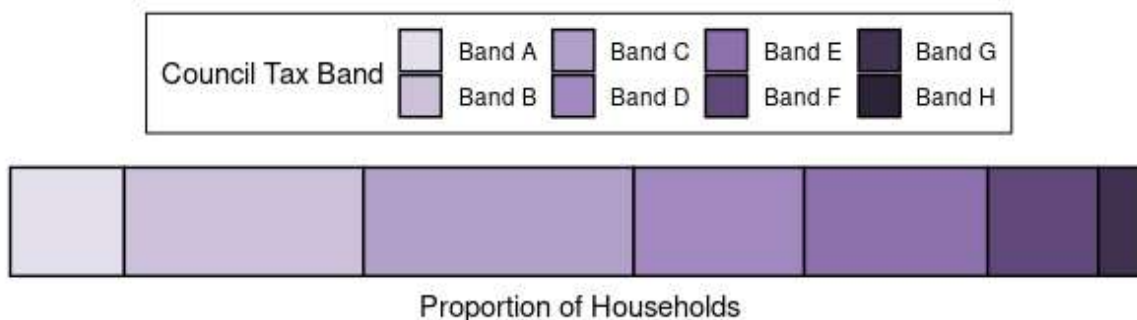 Council Tax Band
Band A
Band B
Band C
Band D
Band E
Band F
Band G
Band H
Proportion of Households